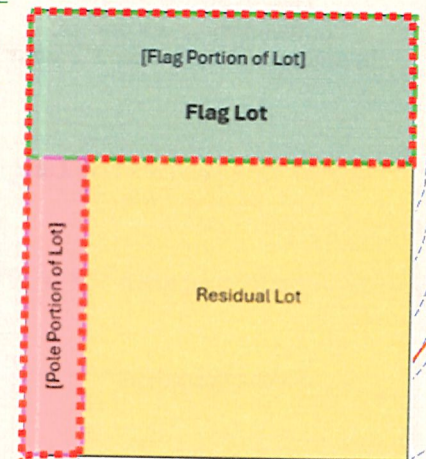 [Flag Portion of Lot]
Flag Lot
[Pole Portion of Lot]
Residual Lot